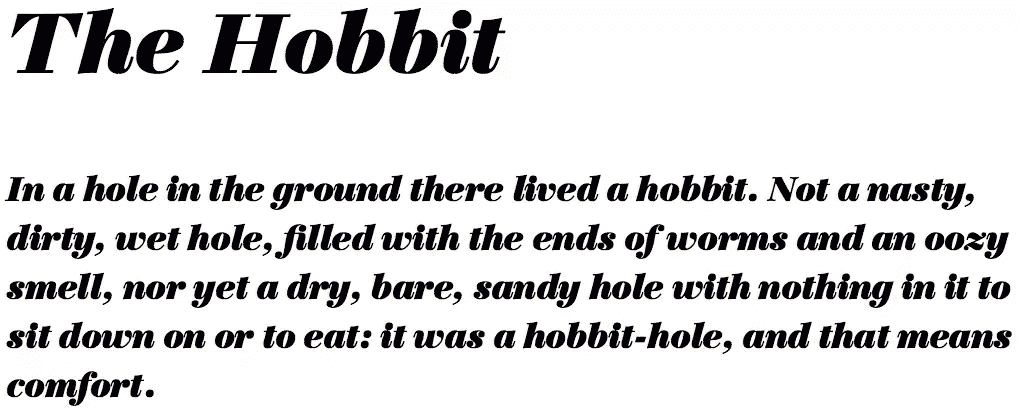 The Hobbit
In a hole in the ground there lived a hobbit. Not a nasty,
dirty, wet hole, filled with the ends of worms and an oozy
smell, nor yet a dry, bare, sandy hole with nothing in it to
sit down on or to eat: it was a hobbit-hole, and that means
comfort.